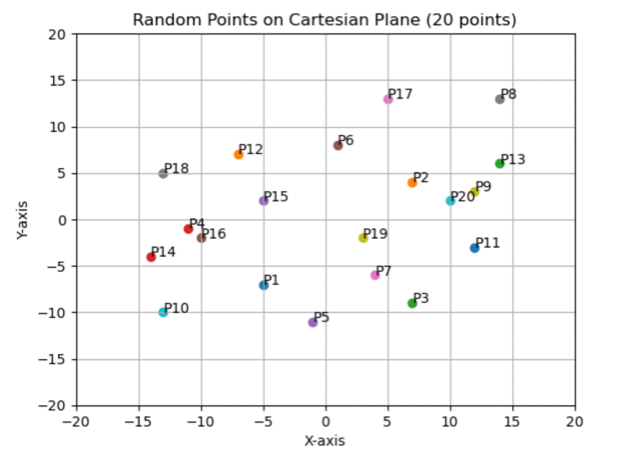 Random Points on Cartesian Plane (20 points)
20
15
10
5
0
−5
−10
−15
−20
Y-axis
P17
P8
P6
P12
P13
P18
P2
P9
P20
P15
P4
P16
P19
P11
P14
P7
P1
P3
P10
P5
−20 −15 −10 −5 0 5 10 15 20
X-axis